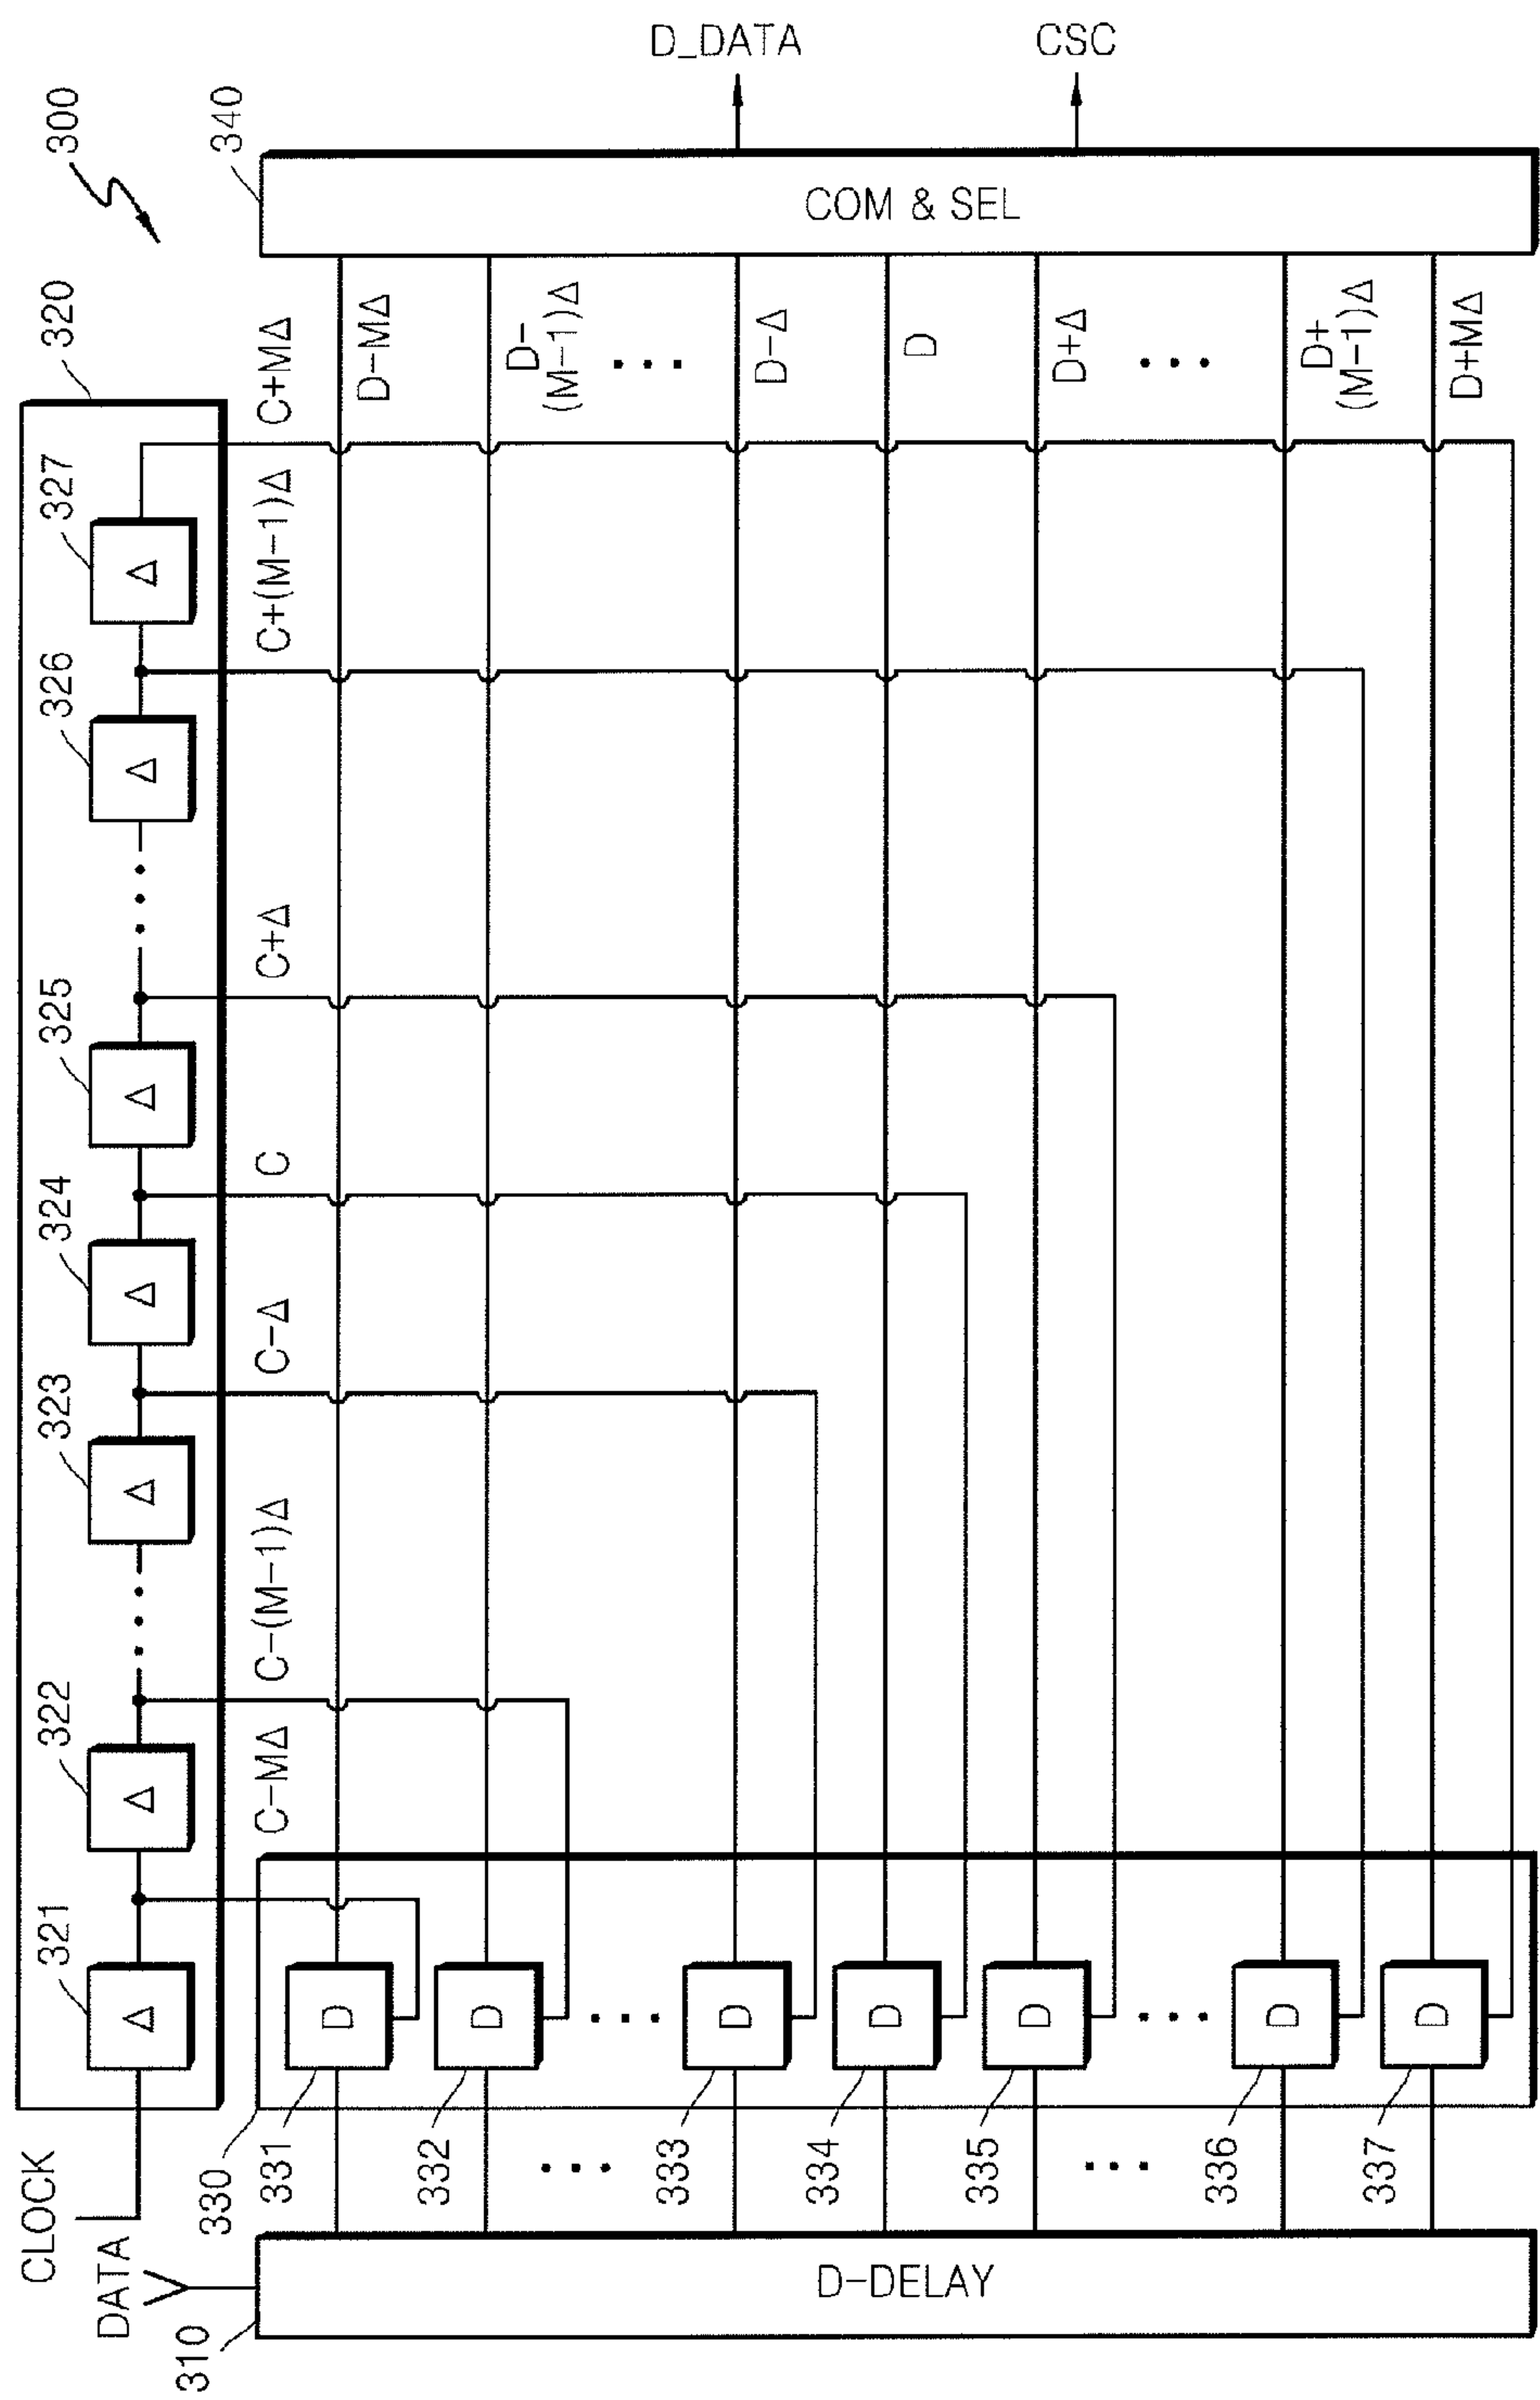 300
320
321
322
323
324
325
326
327
Δ
Δ
Δ
Δ
Δ
Δ
Δ
CLOCK
DATA
C-MΔ
C-(M-1)Δ
C-Δ
C
C+Δ
C+(M-1)Δ
C+MΔ
310
D-DELAY
330
331
D
D-MΔ
332
D
D-
(M-1)Δ
333
D
D-Δ
334
D
D
335
D
D+Δ
336
D
D+
(M-1)Δ
337
D
D+MΔ
340
COM & SEL
D_DATA
CSC